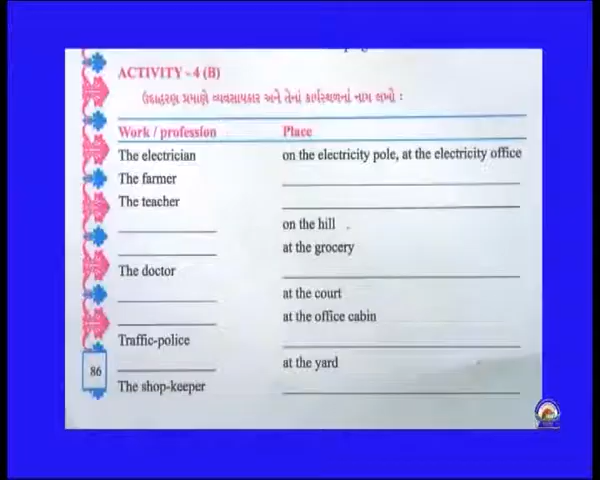 ACTIVITY - 4 (B)
ઉદાહરણ પ્રમાણે વ્યવસાયકાર અને તેનાં કાર્યસ્થળનાં નામ લખો :
Work / profession Place
The electrician on the electricity pole, at the electricity office
The farmer
The teacher
on the hill
at the grocery
The doctor
at the court
at the office cabin
Traffic-police
at the yard
The shop-keeper
86